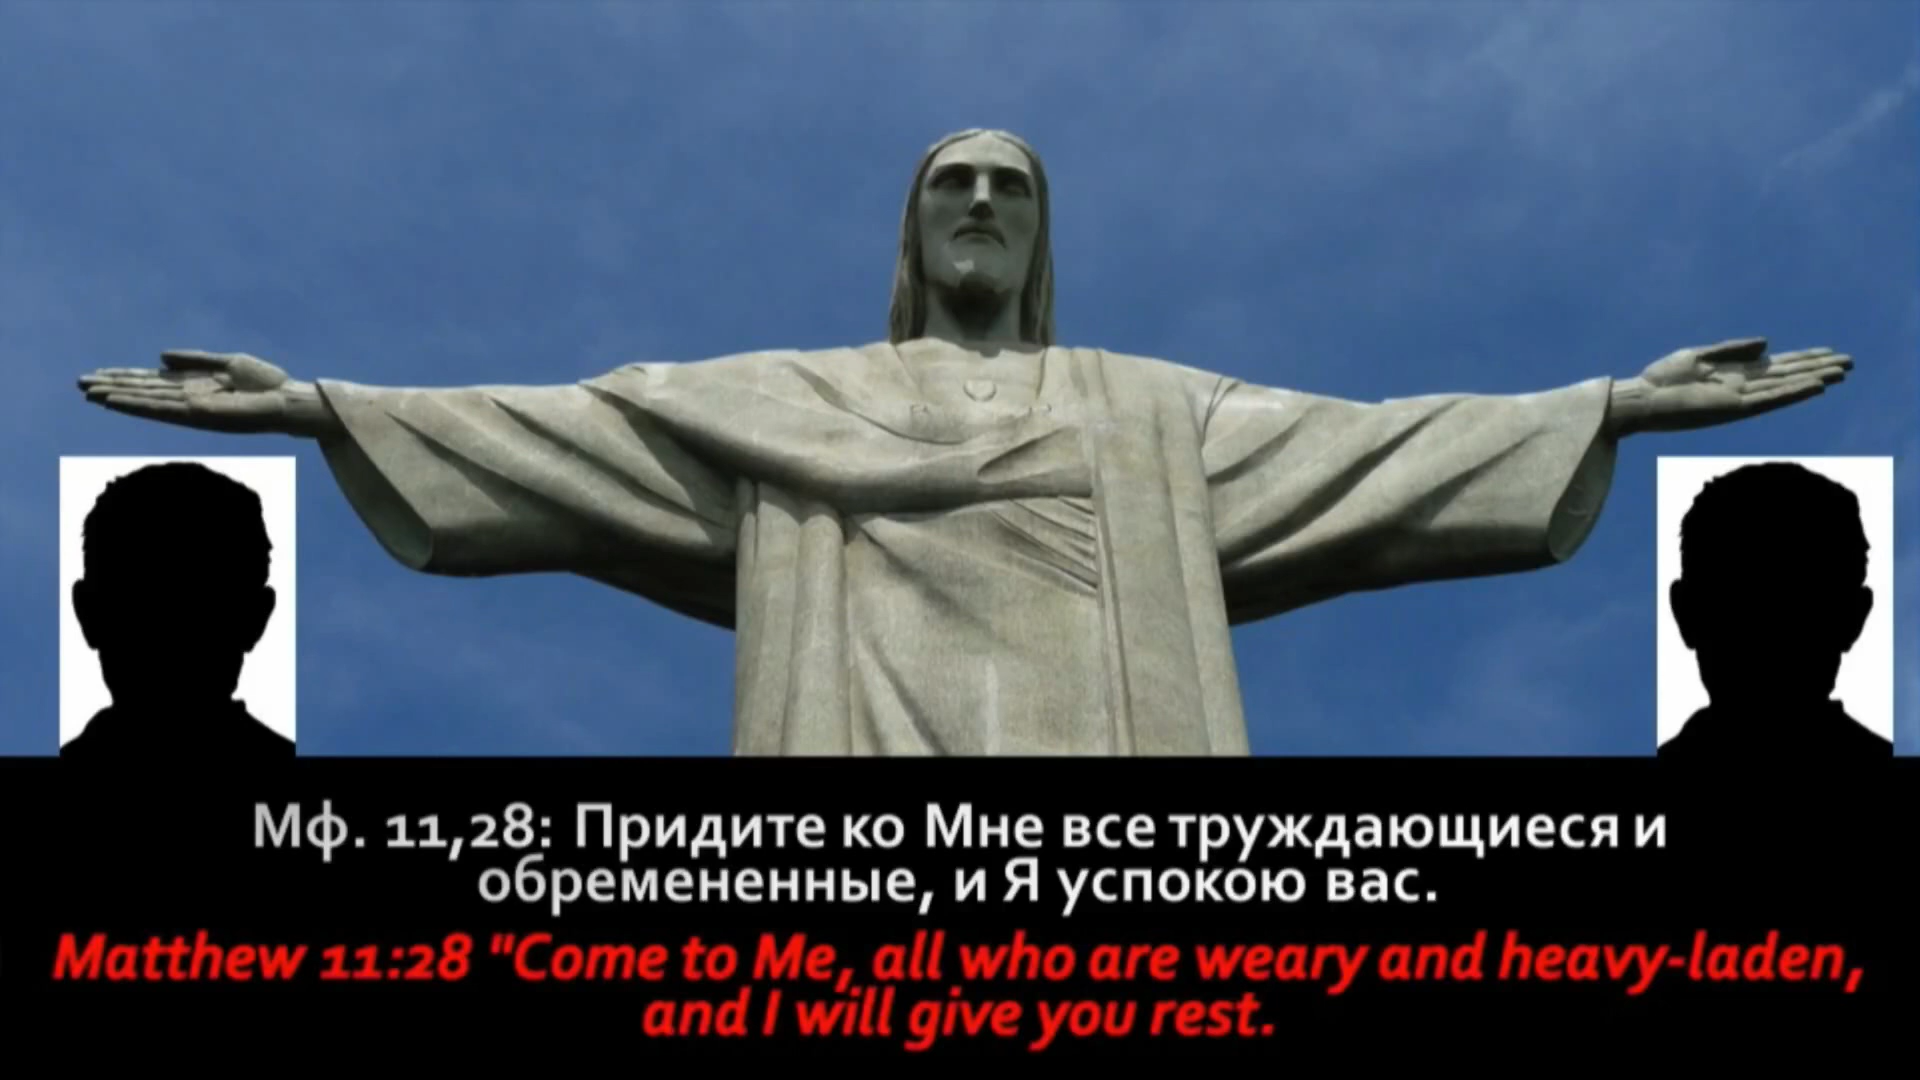 Мф. 11,28: Придите ко Мне все труждающиеся и
обремененные, и Я успокою вас.
Matthew 11:28 "Come to Me, all who are weary and heavy-laden,
and I will give you rest.